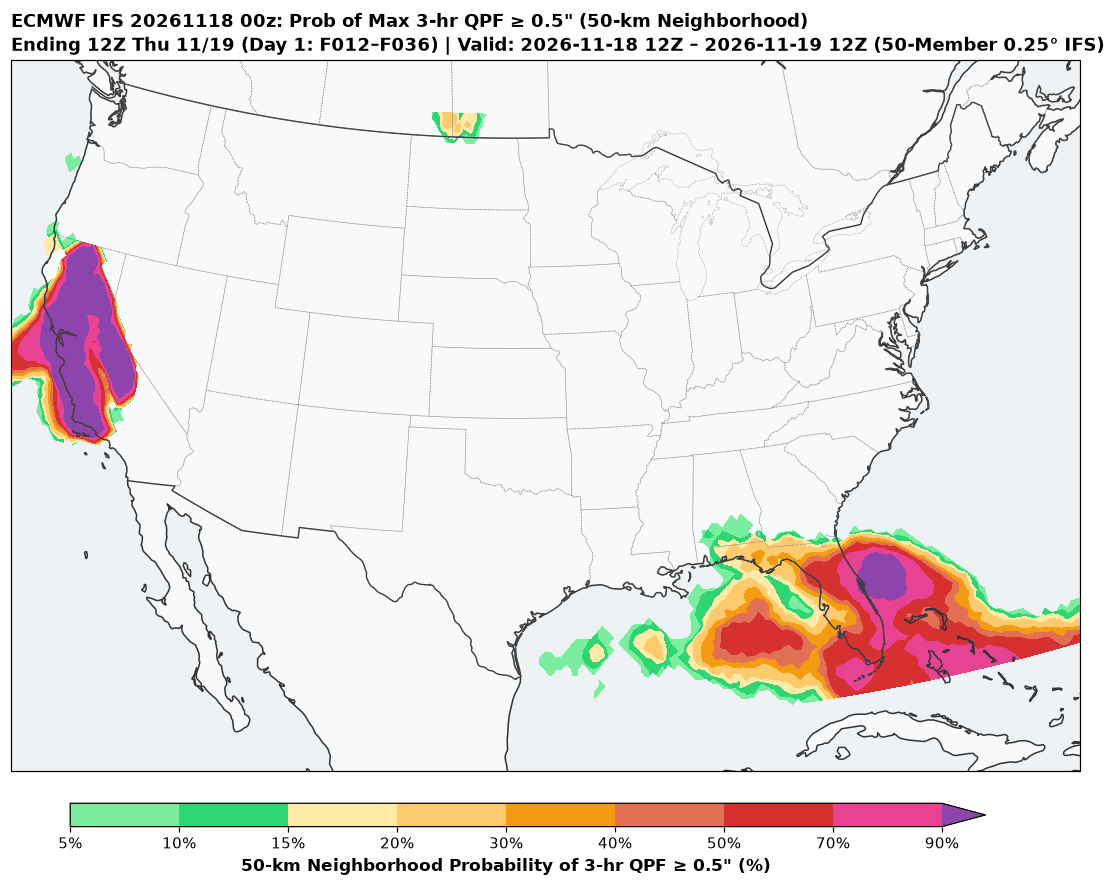 ECMWF IFS 20261118 00z: Prob of Max 3-hr QPF ≥ 0.5" (50-km Neighborhood)
Ending 12Z Thu 11/19 (Day 1: F012–F036) | Valid: 2026-11-18 12Z – 2026-11-19 12Z (50-Member 0.25° IFS)
5% 10% 15% 20% 30% 40% 50% 70% 90%
50-km Neighborhood Probability of 3-hr QPF ≥ 0.5" (%)